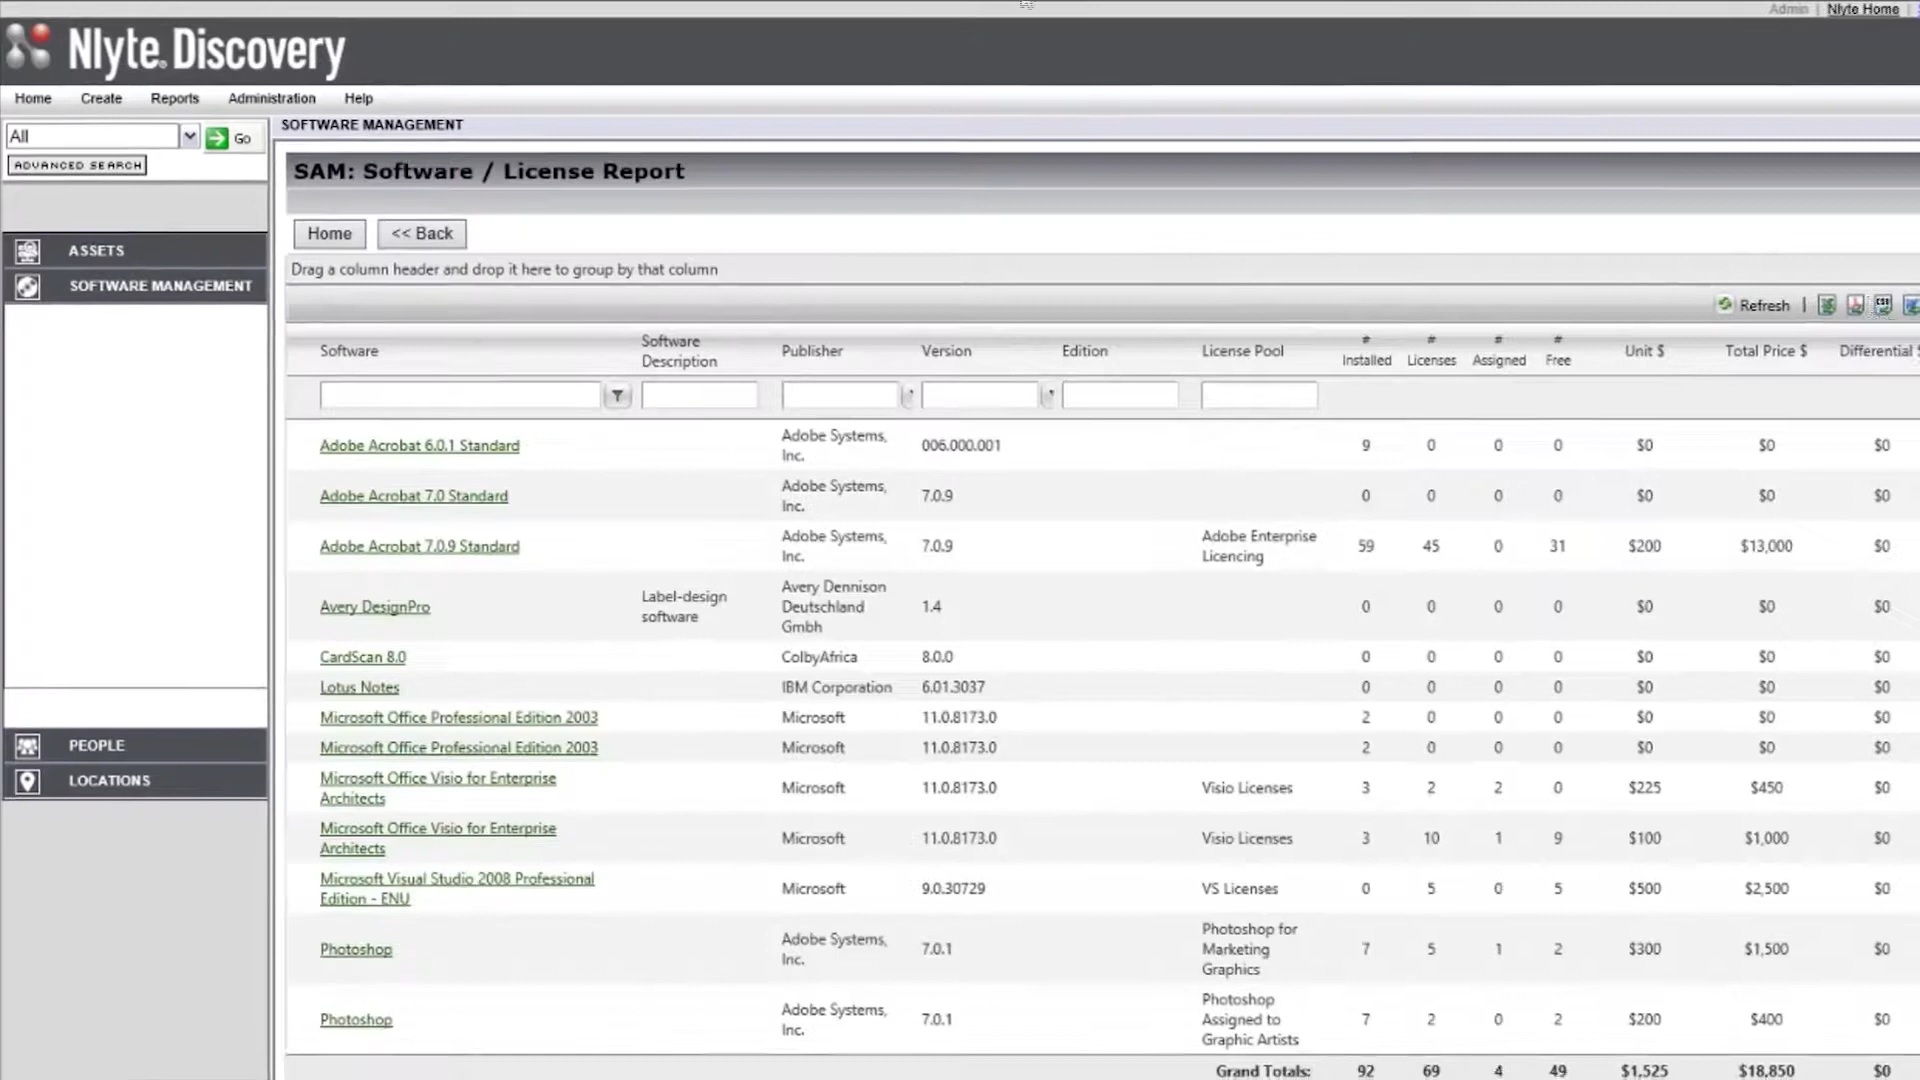 Admin | Nlyte Home |
Nlyte. Discovery
Home Create Reports Administration Help
All Go
ADVANCED SEARCH
ASSETS
SOFTWARE MANAGEMENT
PEOPLE
LOCATIONS
SOFTWARE MANAGEMENT
SAM: Software / License Report
Home << Back
Drag a column header and drop it here to group by that column
Refresh |
Software Software Description Publisher Version Edition License Pool # Installed # Licenses # Assigned # Free Unit $ Total Price $ Differential
Adobe Acrobat 6.0.1 Standard Adobe Systems, Inc. 006.000.001 9 0 0 0 $0 $0 $0
Adobe Acrobat 7.0 Standard Adobe Systems, Inc. 7.0.9 0 0 0 0 $0 $0 $0
Adobe Acrobat 7.0.9 Standard Adobe Systems, Inc. 7.0.9 Adobe Enterprise Licencing 59 45 0 31 $200 $13,000 $0
Avery DesignPro Label-design software Avery Dennison Deutschland Gmbh 1.4 0 0 0 0 $0 $0 $0
CardScan 8.0 ColbyAfrica 8.0.0 0 0 0 0 $0 $0 $0
Lotus Notes IBM Corporation 6.01.3037 0 0 0 0 $0 $0 $0
Microsoft Office Professional Edition 2003 Microsoft 11.0.8173.0 2 0 0 0 $0 $0 $0
Microsoft Office Professional Edition 2003 Microsoft 11.0.8173.0 2 0 0 0 $0 $0 $0
Microsoft Office Visio for Enterprise Architects Microsoft 11.0.8173.0 Visio Licenses 3 2 2 0 $225 $450 $0
Microsoft Office Visio for Enterprise Architects Microsoft 11.0.8173.0 Visio Licenses 3 10 1 9 $100 $1,000 $0
Microsoft Visual Studio 2008 Professional Edition - ENU Microsoft 9.0.30729 VS Licenses 0 5 0 5 $500 $2,500 $0
Photoshop Adobe Systems, Inc. 7.0.1 Photoshop for Marketing Graphics 7 5 1 2 $300 $1,500 $0
Photoshop Adobe Systems, Inc. 7.0.1 Photoshop Assigned to Graphic Artists 7 2 0 2 $200 $400 $0
Grand Totals: 92 69 4 49 $1,525 $18,850 $0